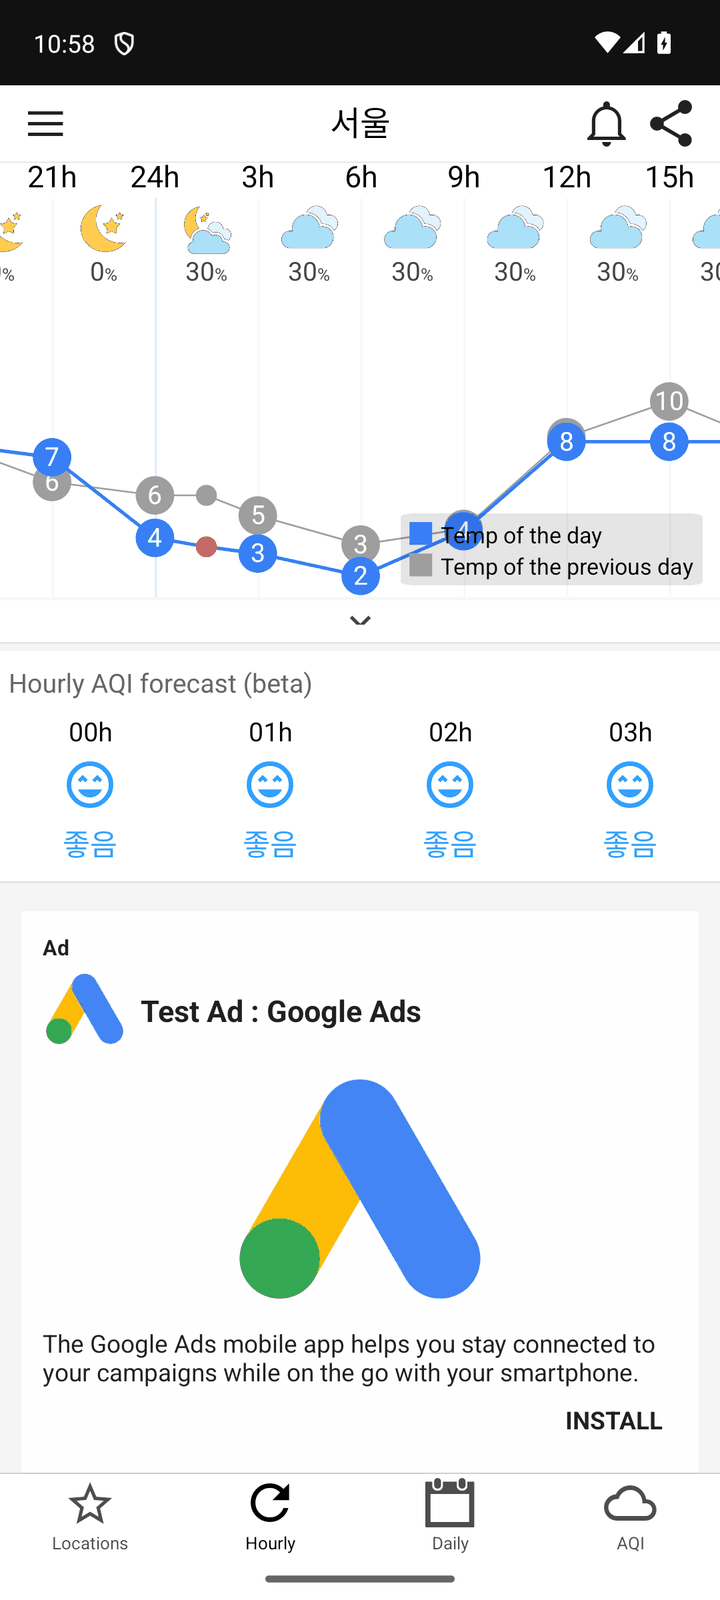 10:58
서울
21h 24h 3h 6h 9h 12h 15h
% 0% 30% 30% 30% 30% 30% 30
7 6 6 4 5 3 3 2 4 8 10 8
Temp of the day
Temp of the previous day
Hourly AQI forecast (beta)
00h 01h 02h 03h
좋음 좋음 좋음 좋음
Ad
Test Ad : Google Ads
The Google Ads mobile app helps you stay connected to
your campaigns while on the go with your smartphone.
INSTALL
Locations Hourly Daily AQI